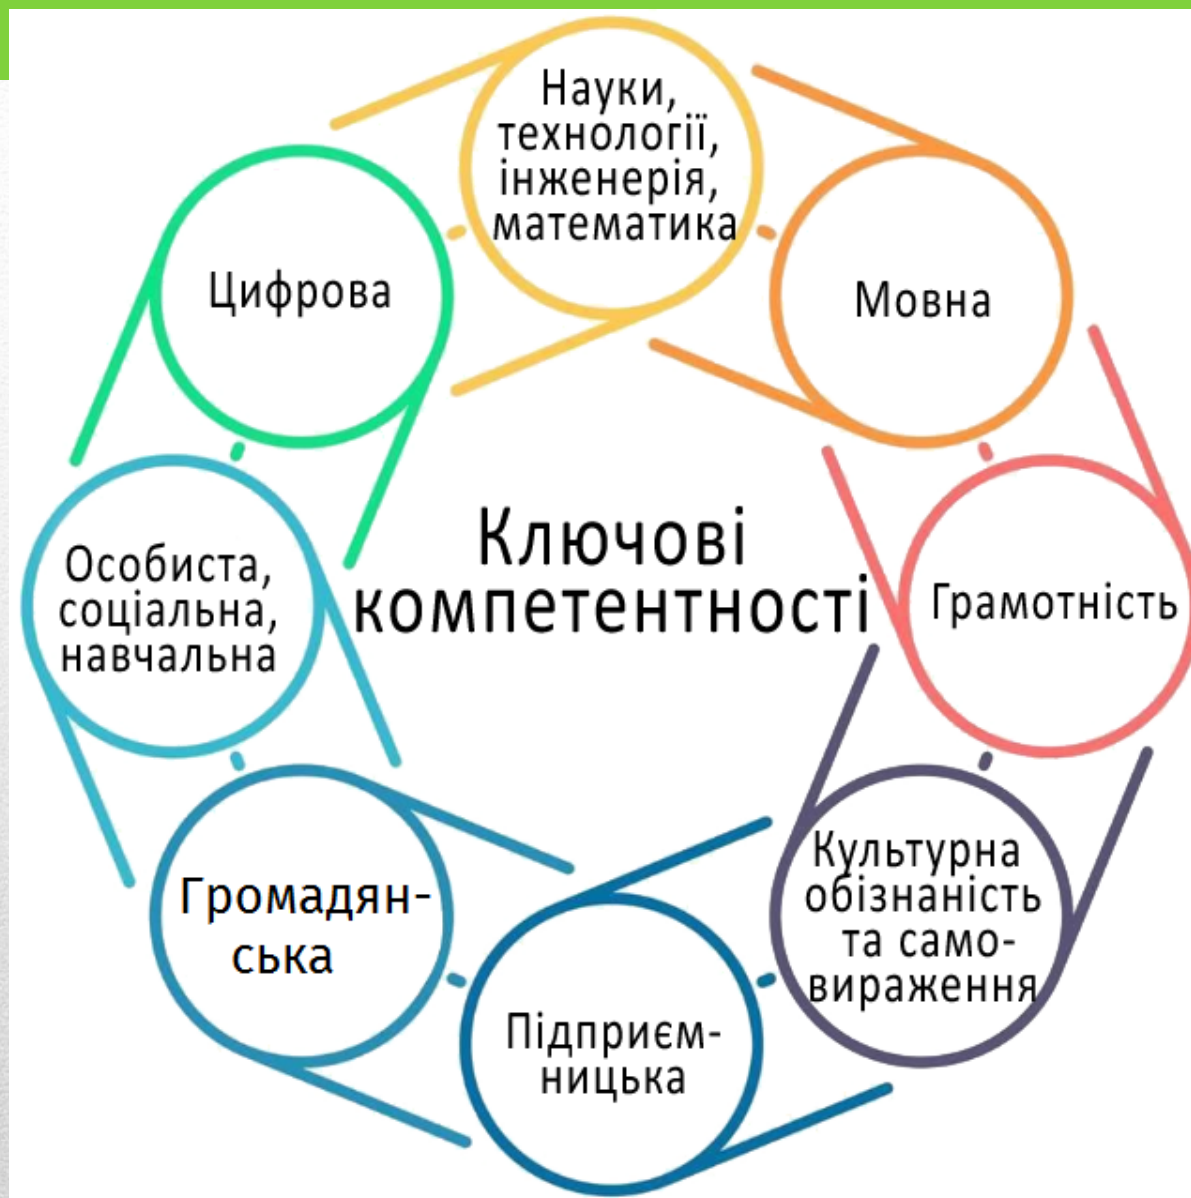 Науки,
технології,
інженерія,
математика
Мовна
Грамотність
Культурна
обізнаність
та само-
вираження
Підприєм-
ницька
Громадян-
ська
Особиста,
соціальна,
навчальна
Цифрова
Ключові
компетентності